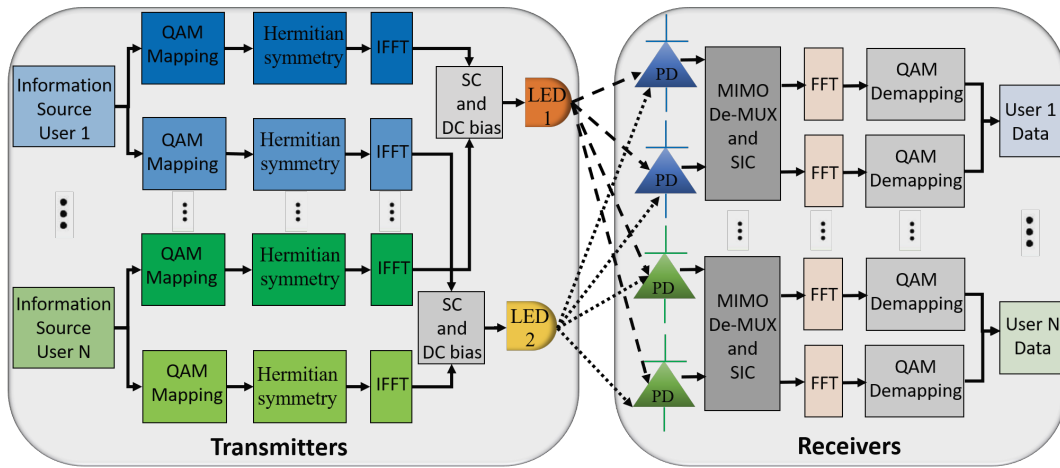 Information
Source
User 1
QAM
Mapping
Hermitian
symmetry
IFFT
QAM
Mapping
Hermitian
symmetry
IFFT
SC
and
DC bias
LED
1
Information
Source
User N
QAM
Mapping
Hermitian
symmetry
IFFT
QAM
Mapping
Hermitian
symmetry
IFFT
SC
and
DC bias
LED
2
Transmitters
PD
PD
MIMO
De-MUX
and
SIC
FFT
QAM
Demapping
FFT
QAM
Demapping
User 1
Data
PD
PD
MIMO
De-MUX
and
SIC
FFT
QAM
Demapping
FFT
QAM
Demapping
User N
Data
Receivers